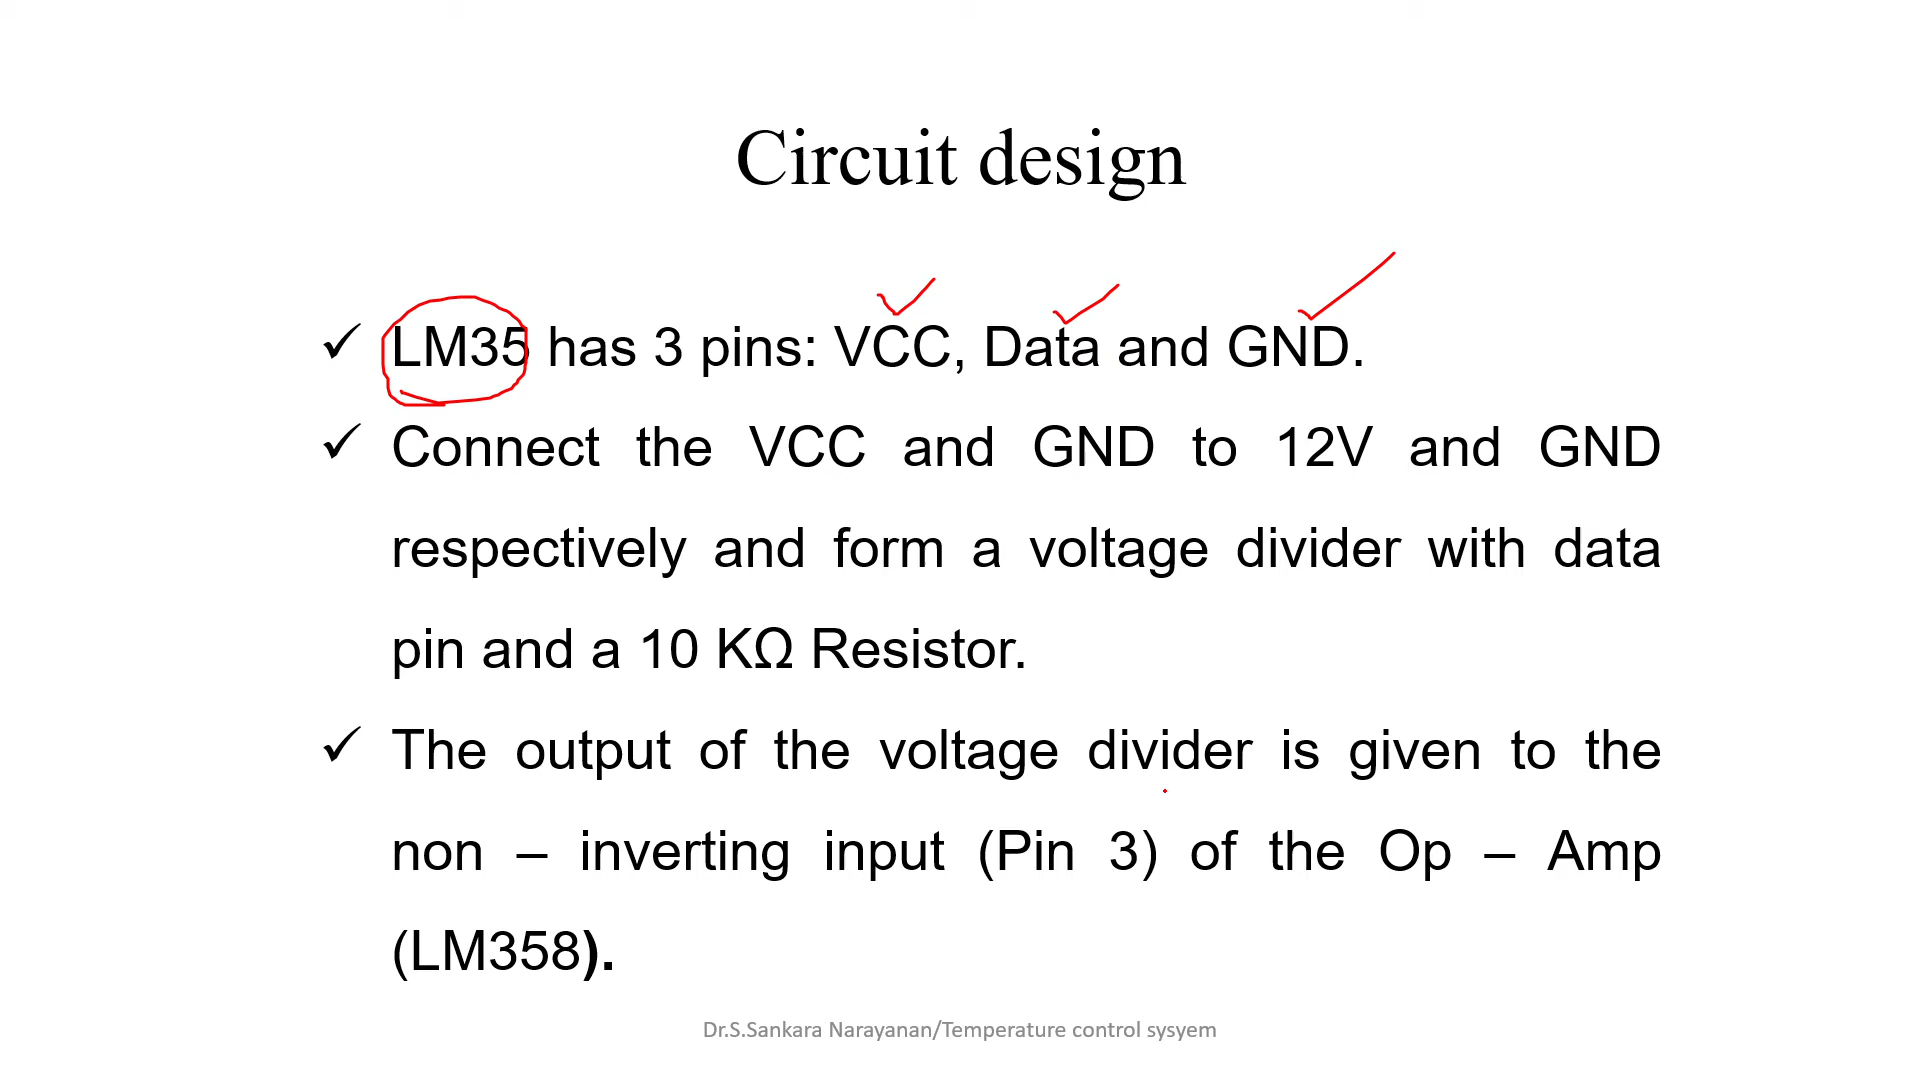 Circuit design
✓ LM35 has 3 pins: VCC, Data and GND.
✓ Connect the VCC and GND to 12V and GND
respectively and form a voltage divider with data
pin and a 10 KΩ Resistor.
✓ The output of the voltage divider is given to the
non – inverting input (Pin 3) of the Op – Amp
(LM358).
Dr.S.Sankara Narayanan/Temperature control sysyem